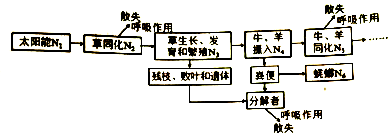 散失
呼吸作用
散失
呼吸作用
太阳能N₁
草同化N₂
草生长、发
育和繁殖N₃
牛、羊
摄入N₄
牛、羊
同化N₅
……
残枝、败叶和遗体
粪便
蜣螂N₆
分解者
呼吸作用
散失